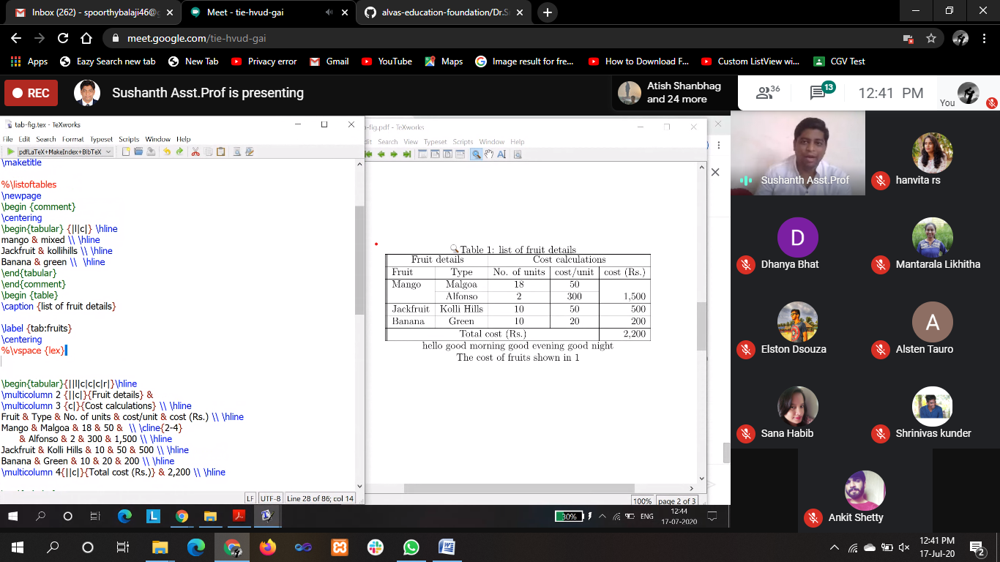 Inbox (262) - spoorthybalaji46@
Meet - tie-hvud-gai
alvas-education-foundation/Dr.S
meet.google.com/tie-hvud-gai
Apps
Eazy Search new tab
New Tab
Privacy error
Gmail
YouTube
Maps
Image result for fre...
How to Download F...
Custom ListView wi...
CGV Test
REC
Sushanth Asst.Prof is presenting
Atish Shanbhag
and 24 more
36
13
12:41 PM
You
tab-fig.tex - TeXworks
File Edit Search Format Typeset Scripts Window Help
pdfLaTeX+MakeIndex+BibTeX
\maketitle
%\listoftables
\newpage
\begin {comment}
\centering
\begin{tabular} {|l|c|} \hline
mango & mixed \\ \hline
Jackfruit & kollihills \\ \hline
Banana & green \\ \hline
\end{tabular}
\end{comment}
\begin {table}
\caption {list of fruit details}
\label {tab:fruits}
\centering
%\vspace {lex}
\begin{tabular}{||l|c|c|c|r|}\hline
\multicolumn 2 {||c|}{Fruit details} &
\multicolumn 3 {c|}{Cost calculations} \\ \hline
Fruit & Type & No. of units & cost/unit & cost (Rs.) \\ \hline
Mango & Malgoa & 18 & 50 & \\ \cline{2-4}
& Alfonso & 2 & 300 & 1,500 \\ \hline
Jackfruit & Kolli Hills & 10 & 50 & 500 \\ \hline
Banana & Green & 10 & 20 & 200 \\ \hline
\multicolumn 4{||c|}{Total cost (Rs.)} & 2,200 \\ \hline
LF UTF-8 Line 28 of 86; col 14
b-fig.pdf - TeXworks
dit Search View Typeset Scripts Window Help
Table 1: list of fruit details
Fruit details Cost calculations
Fruit Type No. of units cost/unit cost (Rs.)
Mango Malgoa 18 50
Alfonso 2 300 1,500
Jackfruit Kolli Hills 10 50 500
Banana Green 10 20 200
Total cost (Rs.) 2,200
hello good morning good evening good night
The cost of fruits shown in 1
100% page 2 of 3
Sushanth Asst.Prof
hanvita rs
D
Dhanya Bhat
Mantarala Likhitha
Elston Dsouza
A
Alsten Tauro
Sana Habib
Shrinivas kunder
Ankit Shetty
30%
ENG
12:44
17-07-2020
12:41 PM
17-Jul-20
2